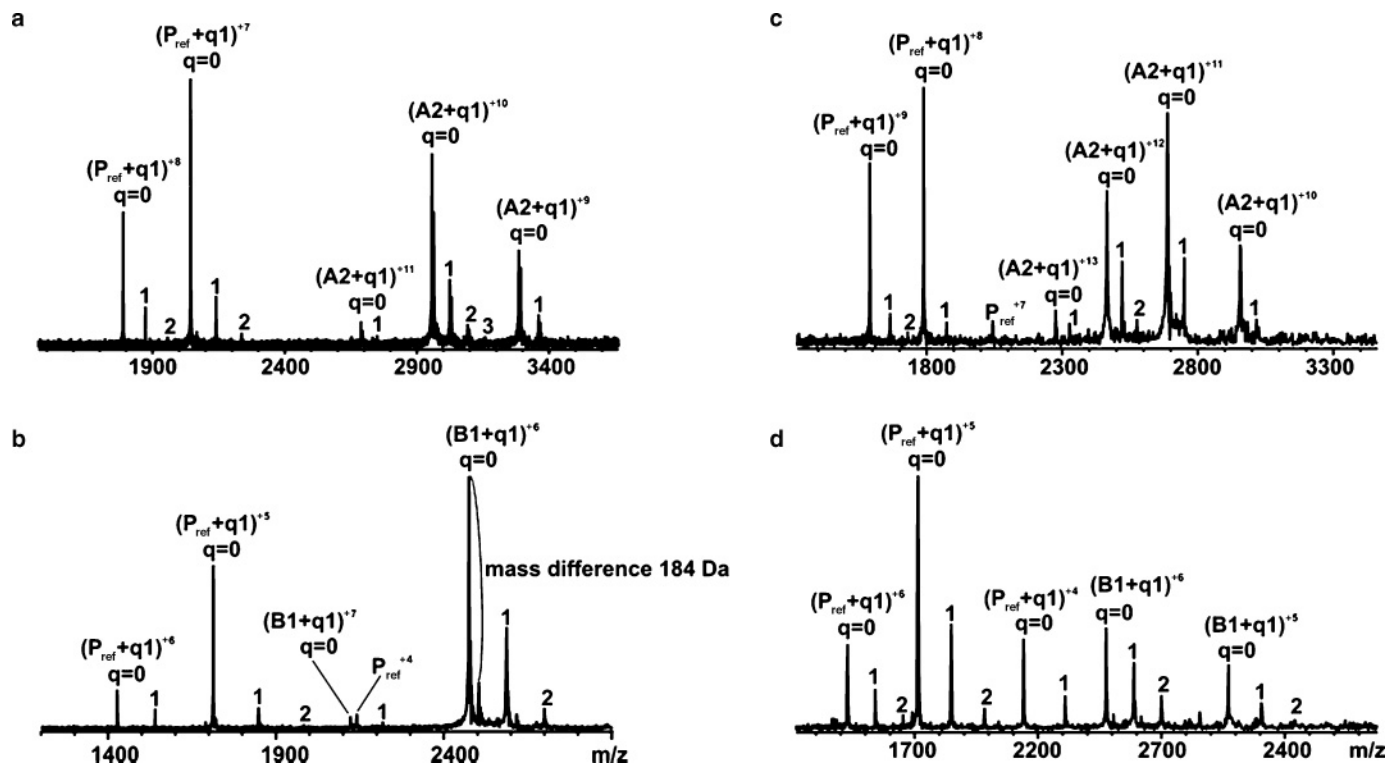 a
(Pref+q1)+7
q=0
(Pref+q1)+8
q=0
1
2
1
2
(A2+q1)+11
q=0
1
(A2+q1)+10
q=0
1
2
3
(A2+q1)+9
q=0
1
1900 2400 2900 3400
c
(Pref+q1)+8
q=0
(Pref+q1)+9
q=0
1
2
1
Pref+7
(A2+q1)+13
q=0
1
(A2+q1)+12
q=0
1
2
(A2+q1)+11
q=0
1
(A2+q1)+10
q=0
1
1800 2300 2800 3300
b
(B1+q1)+6
q=0
mass difference 184 Da
(Pref+q1)+5
q=0
(Pref+q1)+6
q=0
1
1
2
(B1+q1)+7
q=0
Pref+4
1
1
2
1400 1900 2400 m/z
d
(Pref+q1)+5
q=0
(Pref+q1)+6
q=0
1
2
1
2
(Pref+q1)+4
q=0
1
(B1+q1)+6
q=0
1
2
(B1+q1)+5
q=0
1
2
1700 2200 2700 2400 m/z